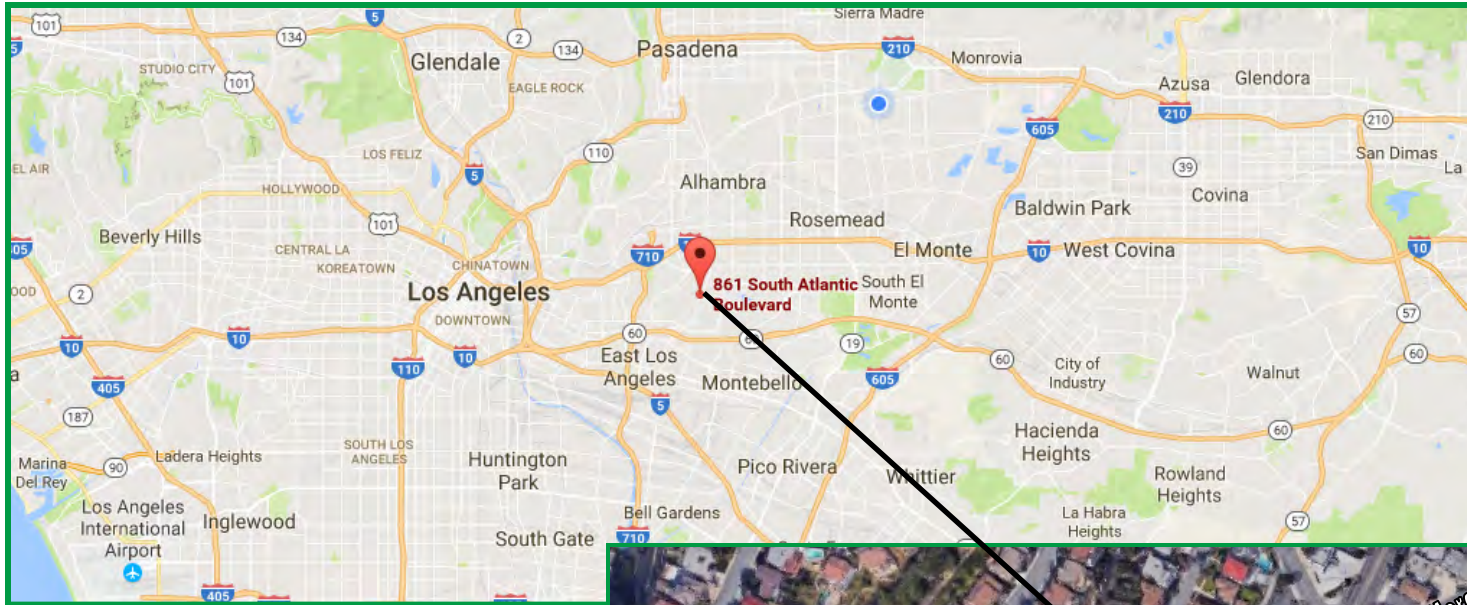 101
5
Sierra Madre
134
2
134
Pasadena
210
Monrovia
5
Glendale
STUDIO CITY
101
EAGLE ROCK
Azusa
Glendora
605
210
210
LOS FELIZ
110
5
San Dimas
EL AIR
39
La
HOLLYWOOD
Alhambra
101
Covina
Rosemead
Baldwin Park
Beverly Hills
405
CENTRAL LA
710
El Monte
10
West Covina
10
KOREATOWN
CHINATOWN
861 South Atlantic
Boulevard
South El
Monte
2
Los Angeles
DOWNTOWN
57
10
10
60
60
19
60
10
110
East Los
Angeles
60
City of
Industry
Walnut
405
Montebello
605
187
5
60
SOUTH LOS
ANGELES
Hacienda
Heights
Marina
Del Rey
90
Ladera Heights
Huntington
Park
Pico Rivera
Whittier
Rowland
Heights
Los Angeles
International
Airport
Inglewood
Bell Gardens
La Habra
Heights
57
South Gate
710
405